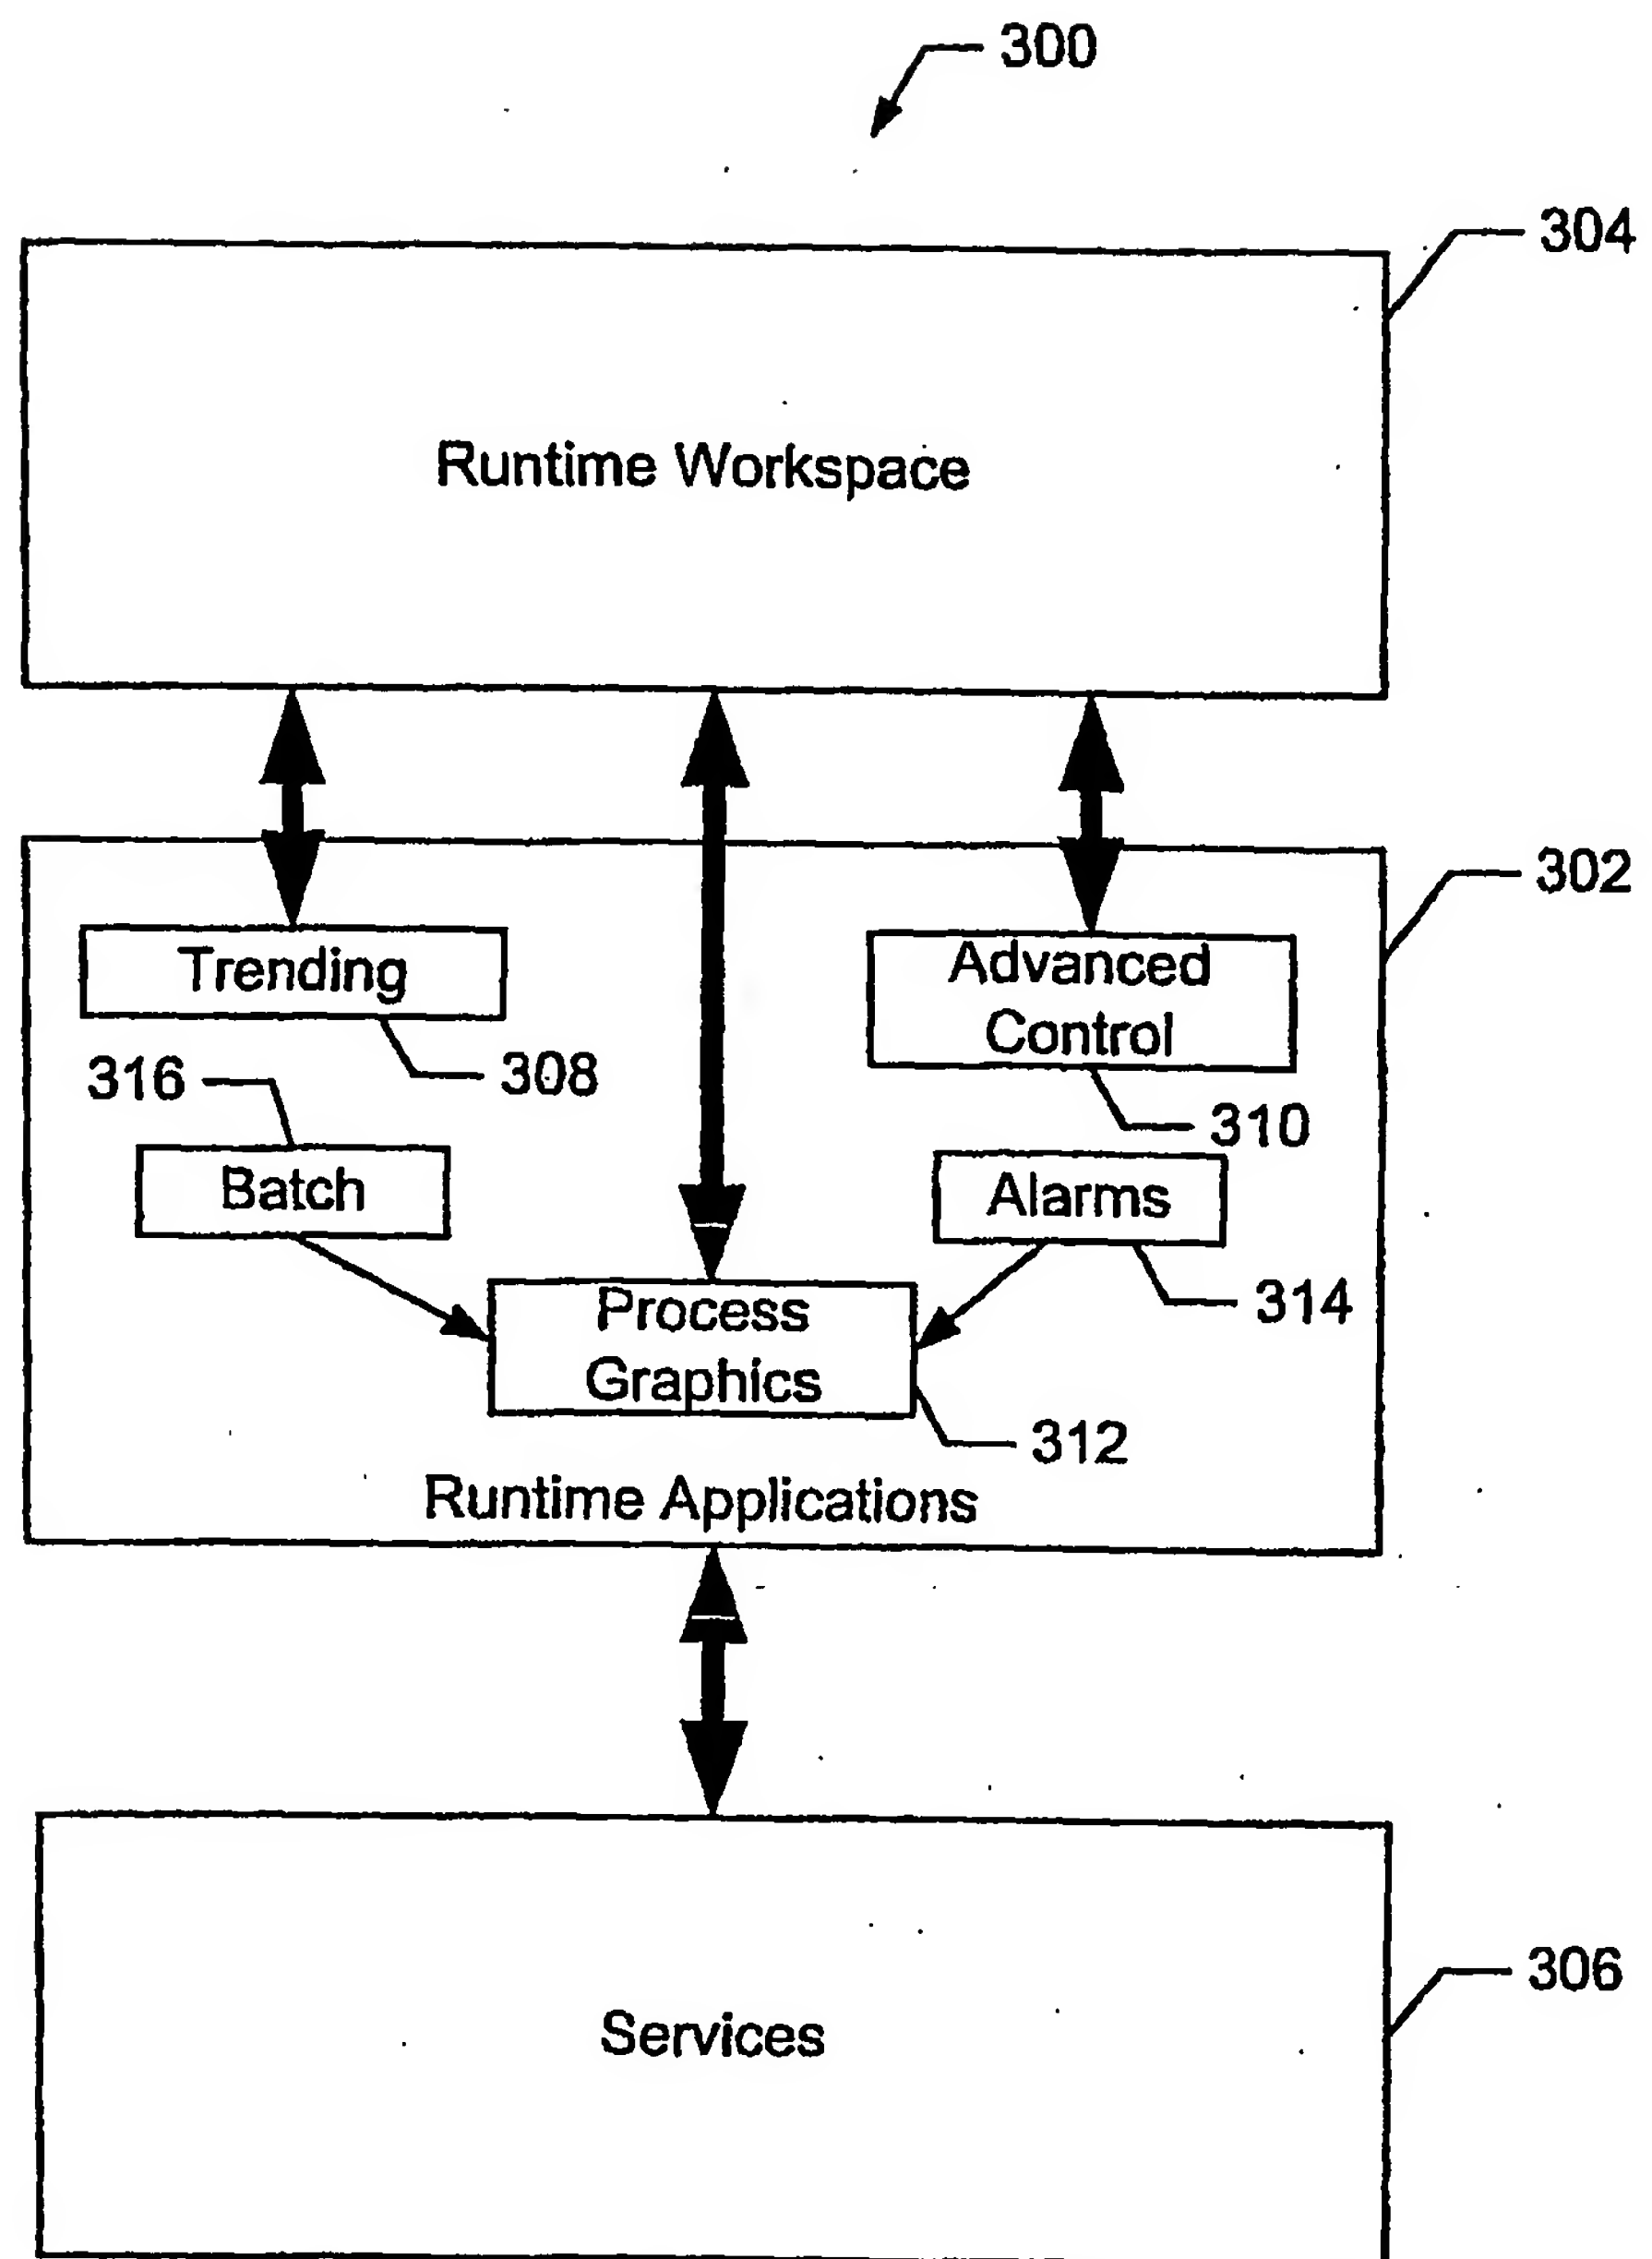 300
304
Runtime Workspace
302
Trending
Advanced
Control
308
316
310
Batch
Alarms
314
Process
Graphics
312
Runtime Applications
306
Services